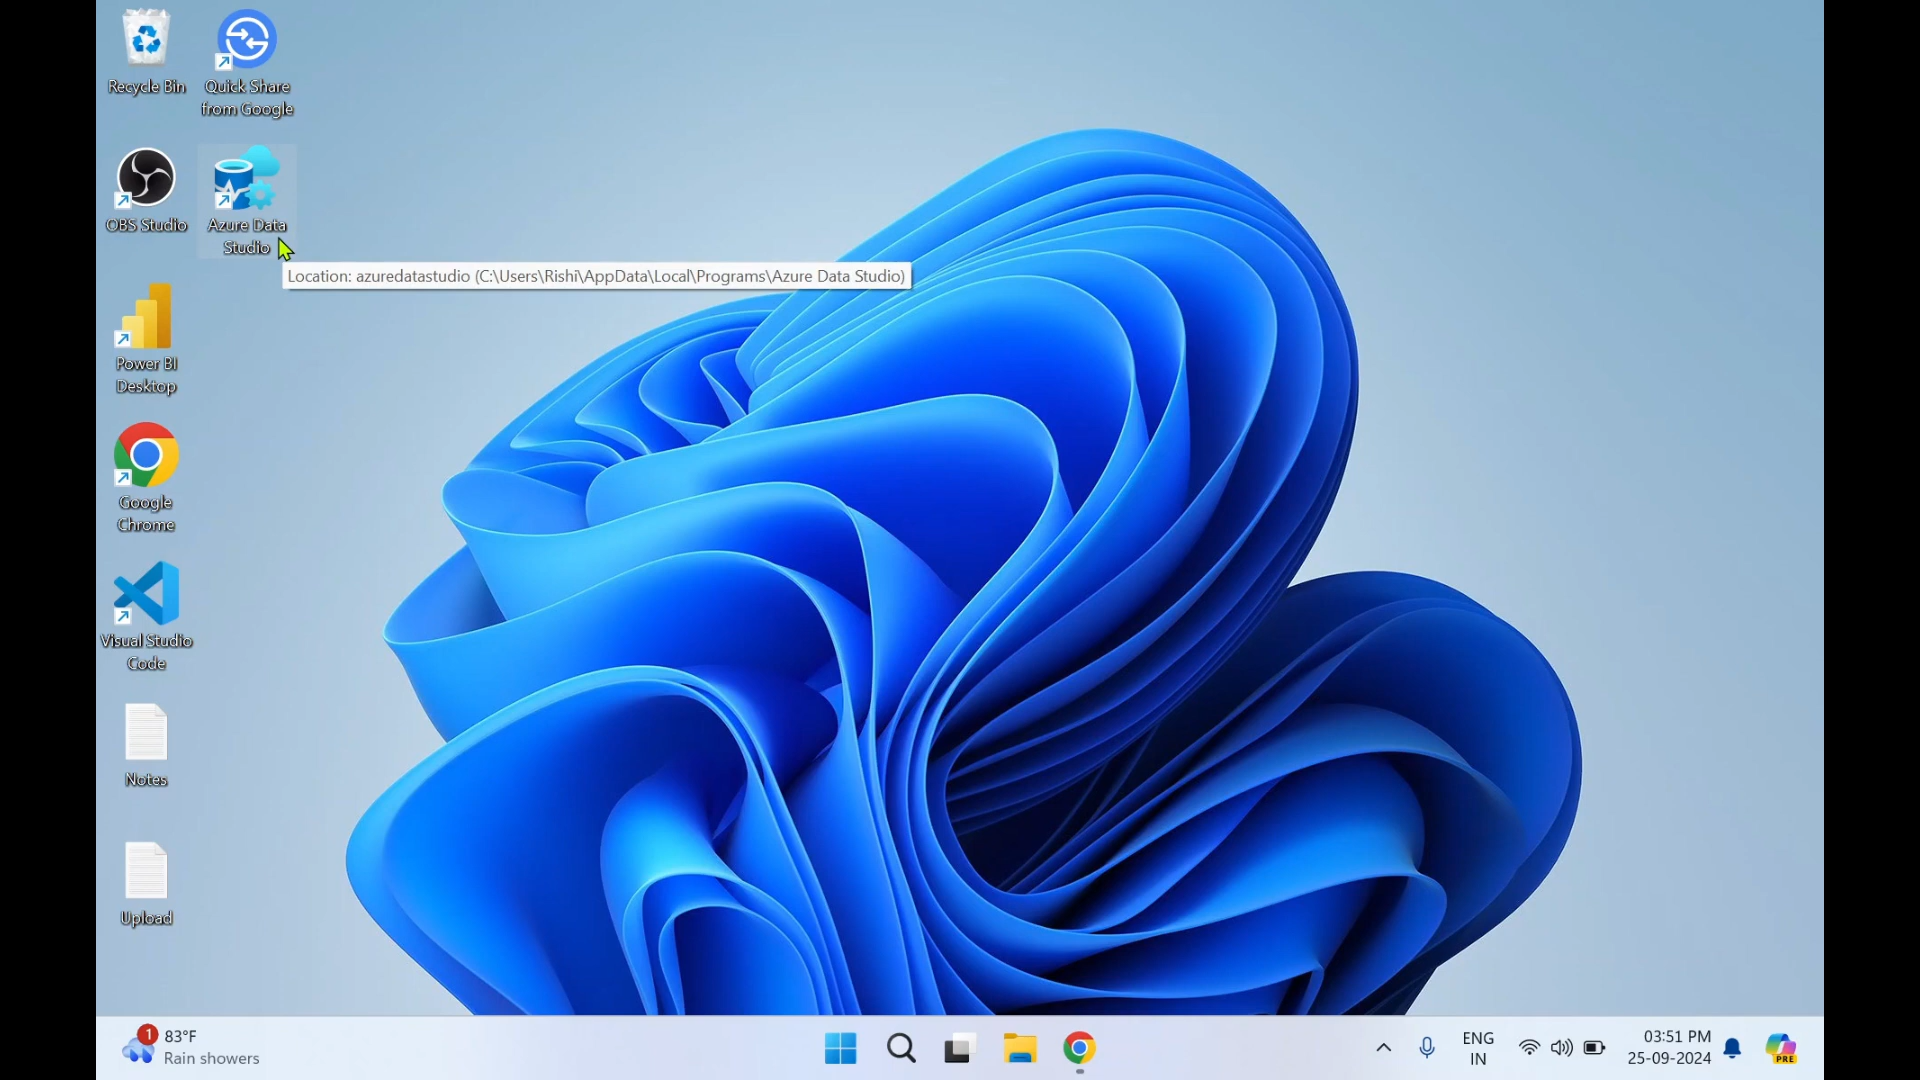 Recycle Bin
Quick Share
from Google
OBS Studio
Azure Data
Studio
Location: azuredatastudio (C:\Users\Rishi\AppData\Local\Programs\Azure Data Studio)
Power BI
Desktop
Google
Chrome
Visual Studio
Code
Notes
Upload
1
83°F
Rain showers
ENG
IN
03:51 PM
25-09-2024
PRE